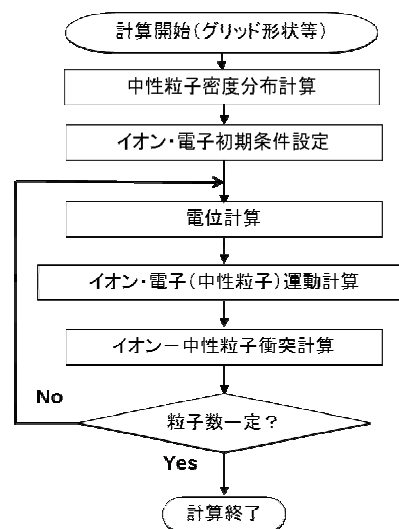 計算開始(グリッド形状等)
中性粒子密度分布計算
イオン・電子初期条件設定
電位計算
イオン・電子(中性粒子)運動計算
イオン－中性粒子衝突計算
No
粒子数一定？
Yes
計算終了